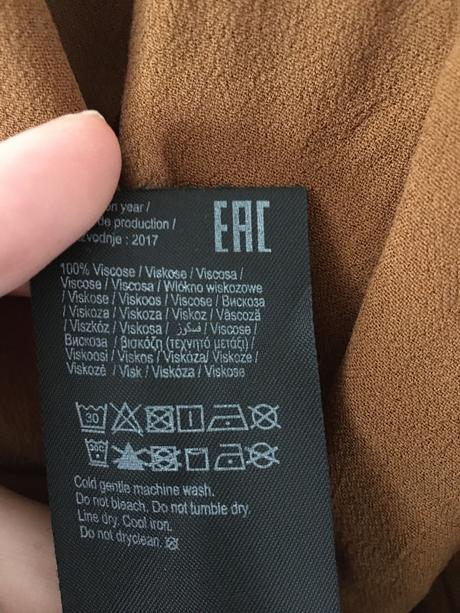 on year /
de production /
zvodnje : 2017
EAC
100% Viscose / Viskose / Viscosa /
Viscose / Viscosa / Włókno wiskozowe
/ Viskose / Viskoos / Viscose / Вискоза
/ Viskoza / Viskoza / Viskoz / Vâscoză
/ Viszkóz / Viskosa / فسكوز / Viscose /
Вискоза / βισκόζη (τεχνητό μετάξι) /
Viskoosi / Viskos / Viskóza/ Viskoze /
Viskozė / Visk / Viskóza / Viskose
30
30C
Cold gentle machine wash.
Do not bleach. Do not tumble dry.
Line dry. Cool iron.
Do not dryclean.